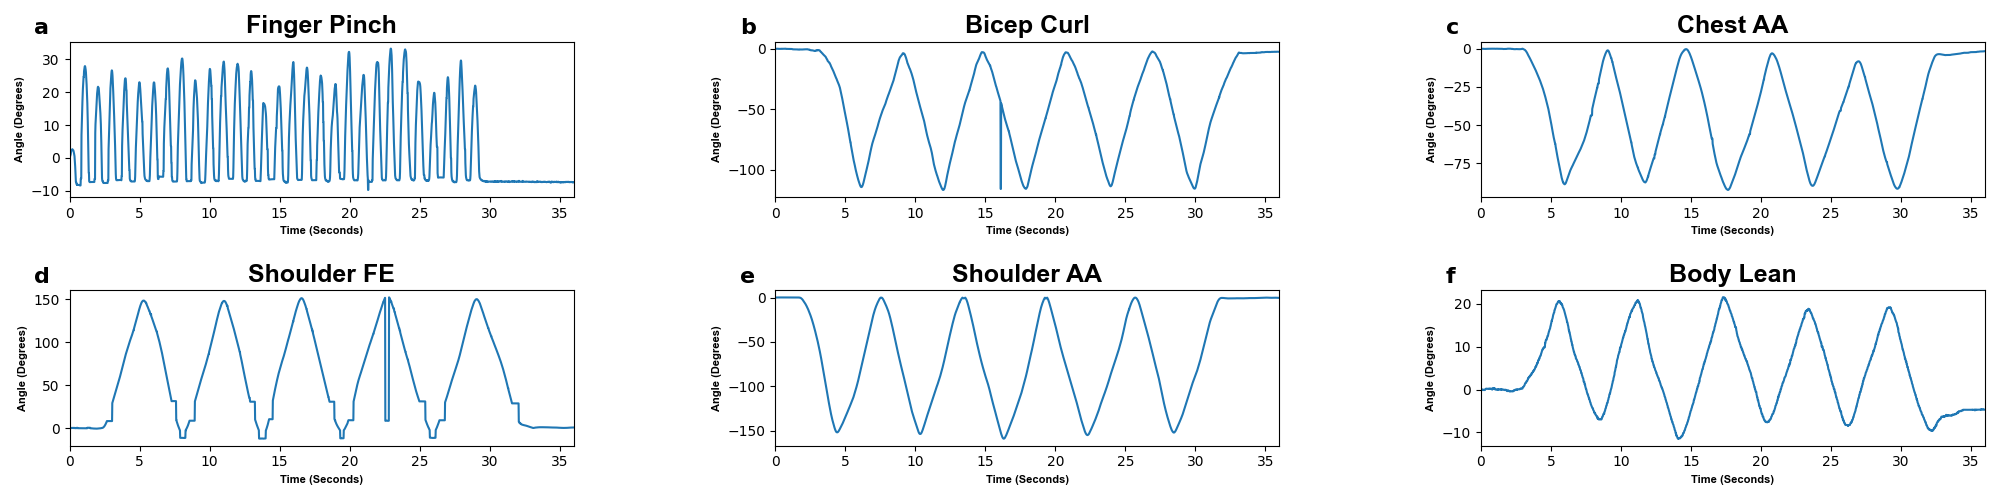 a Finger Pinch
Angle (Degrees)
30
20
10
0
−10
0 5 10 15 20 25 30 35
Time (Seconds)
b Bicep Curl
Angle (Degrees)
0
−50
−100
0 5 10 15 20 25 30 35
Time (Seconds)
c Chest AA
Angle (Degrees)
0
−25
−50
−75
0 5 10 15 20 25 30 35
Time (Seconds)
d Shoulder FE
Angle (Degrees)
150
100
50
0
0 5 10 15 20 25 30 35
Time (Seconds)
e Shoulder AA
Angle (Degrees)
0
−50
−100
−150
0 5 10 15 20 25 30 35
Time (Seconds)
f Body Lean
Angle (Degrees)
20
10
0
−10
0 5 10 15 20 25 30 35
Time (Seconds)